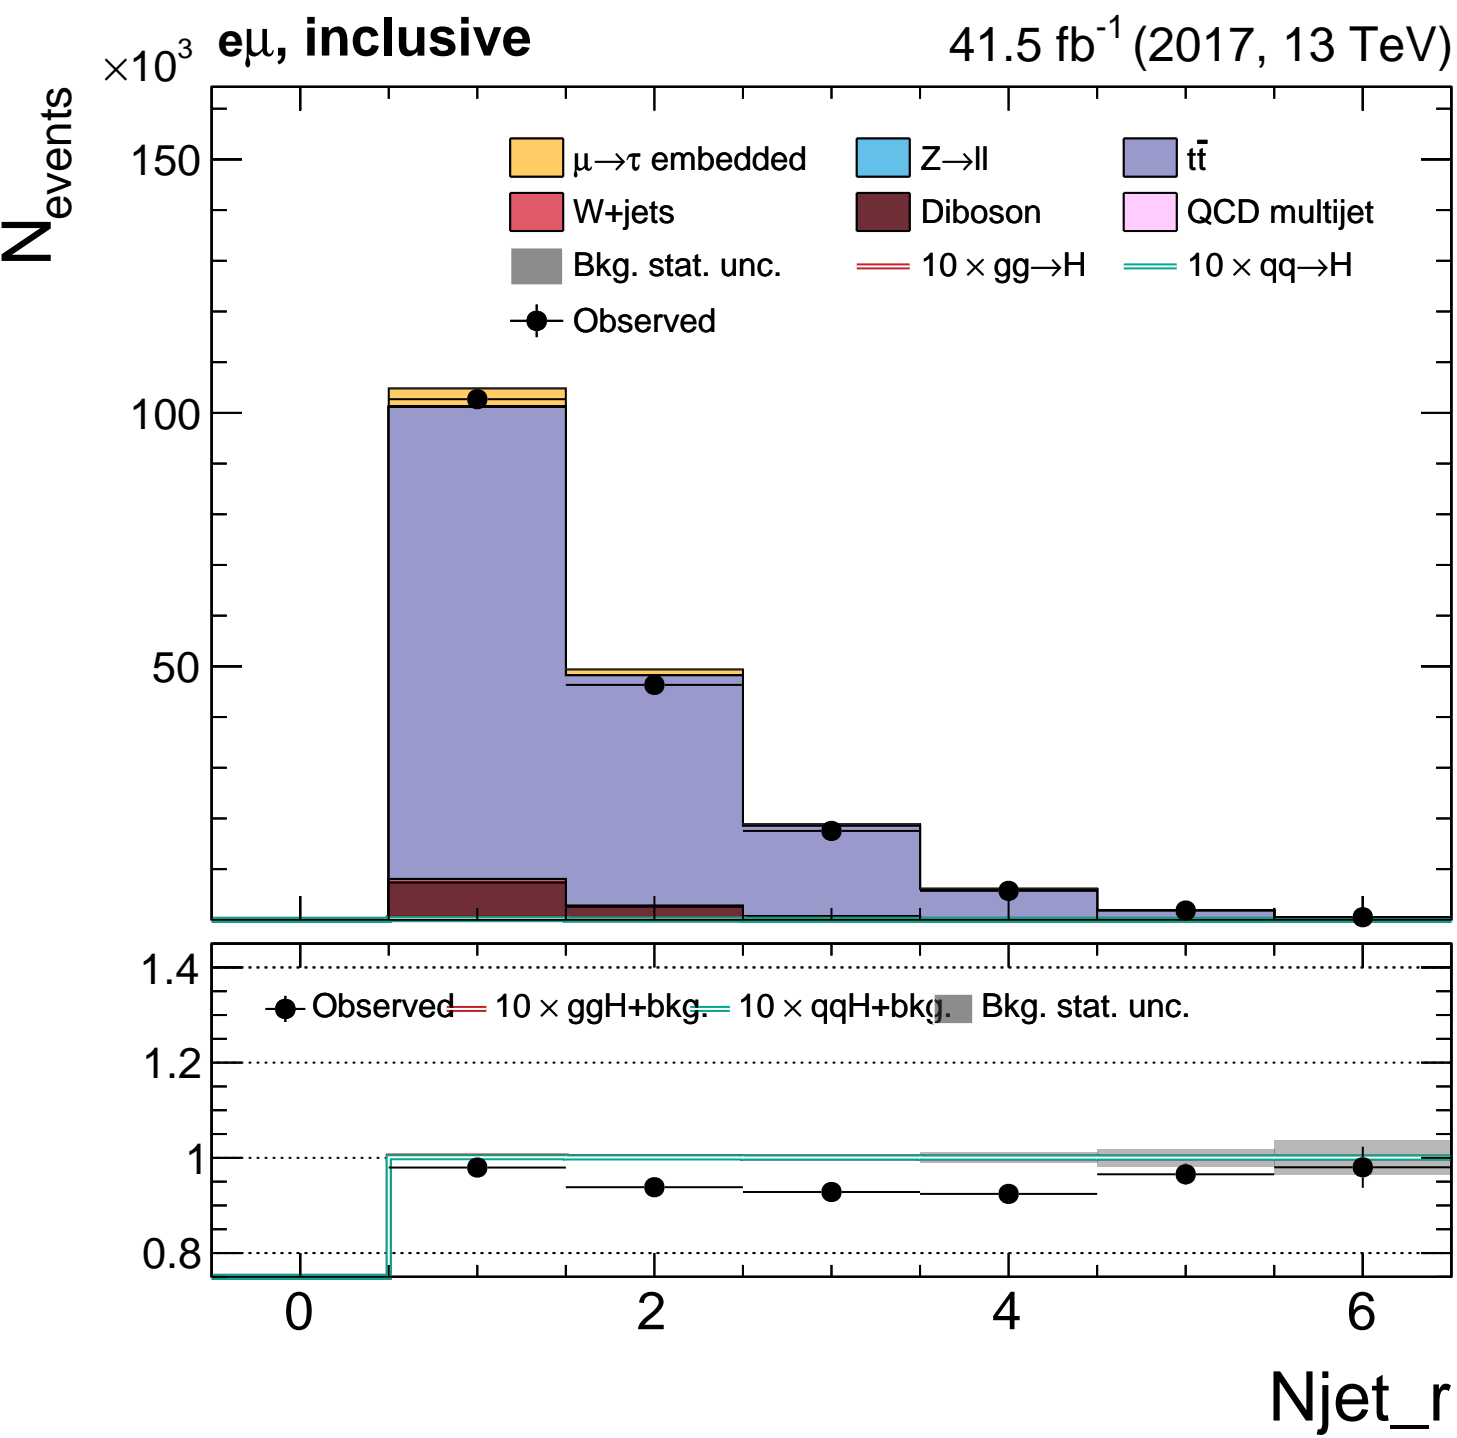 ×10³ eμ, inclusive 41.5 fb⁻¹ (2017, 13 TeV)
N_events
150
100
50
μ→τ embedded Z→ll tt̄
W+jets Diboson QCD multijet
Bkg. stat. unc. 10 × gg→H 10 × qq→H
Observed
1.4
1.2
1
0.8
Observed 10 × ggH+bkg. 10 × qqH+bkg. Bkg. stat. unc.
0 2 4 6
Njet_r